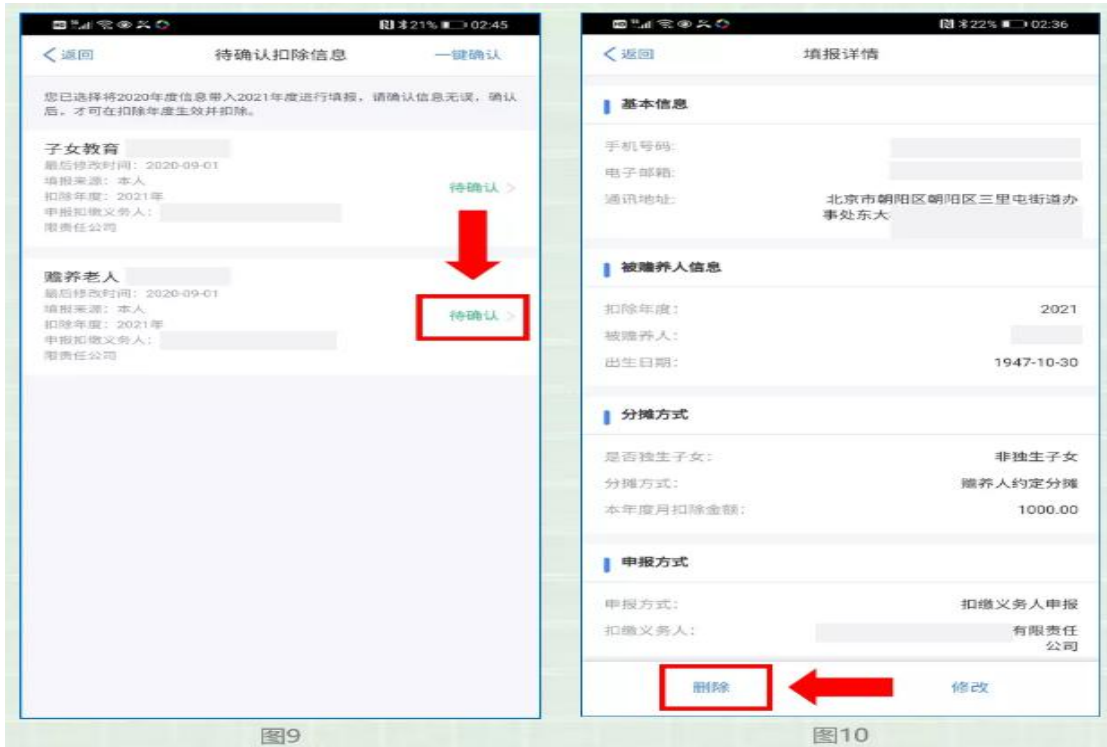 21% 02:45
返回 待确认扣除信息 一键确认
您已选择将2020年度信息带入2021年度进行填报，请确认信息无误，确认
后，才可在扣除年度生效并扣除。
子女教育
最后修改时间：2020-09-01
填报来源：本人
待确认 >
扣除年度：2021年
申报扣缴义务人：
限责任公司
赡养老人
最后修改时间：2020-09-01
填报来源：本人
待确认 >
扣除年度：2021年
申报扣缴义务人：
限责任公司
图9
22% 02:36
返回 填报详情
基本信息
手机号码:
电子邮箱:
通讯地址: 北京市朝阳区朝阳区三里屯街道办
事处东大
被赡养人信息
扣除年度: 2021
被赡养人:
出生日期: 1947-10-30
分摊方式
是否独生子女: 非独生子女
分摊方式: 赡养人约定分摊
本年度月扣除金额: 1000.00
申报方式
申报方式: 扣缴义务人申报
扣缴义务人: 有限责任
公司
删除 修改
图10